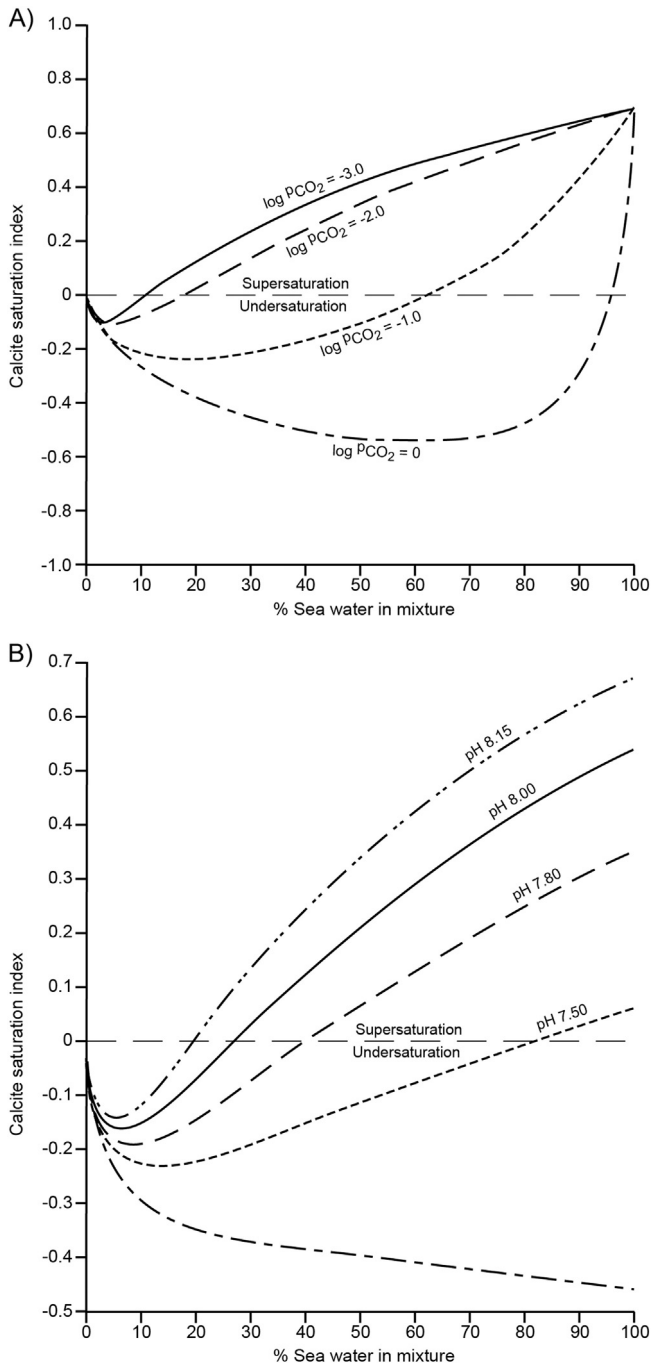 A)
1.0
0.8
0.6
0.4
0.2
0
-0.2
-0.4
-0.6
-0.8
-1.0
Calcite saturation index
log PCO2 = -3.0
log PCO2 = -2.0
Supersaturation
Undersaturation
log PCO2 = -1.0
log PCO2 = 0
0 10 20 30 40 50 60 70 80 90 100
% Sea water in mixture
B)
0.7
0.6
0.5
0.4
0.3
0.2
0.1
0
-0.1
-0.2
-0.3
-0.4
-0.5
Calcite saturation index
pH 8.15
pH 8.00
pH 7.80
Supersaturation
Undersaturation
pH 7.50
0 10 20 30 40 50 60 70 80 90 100
% Sea water in mixture